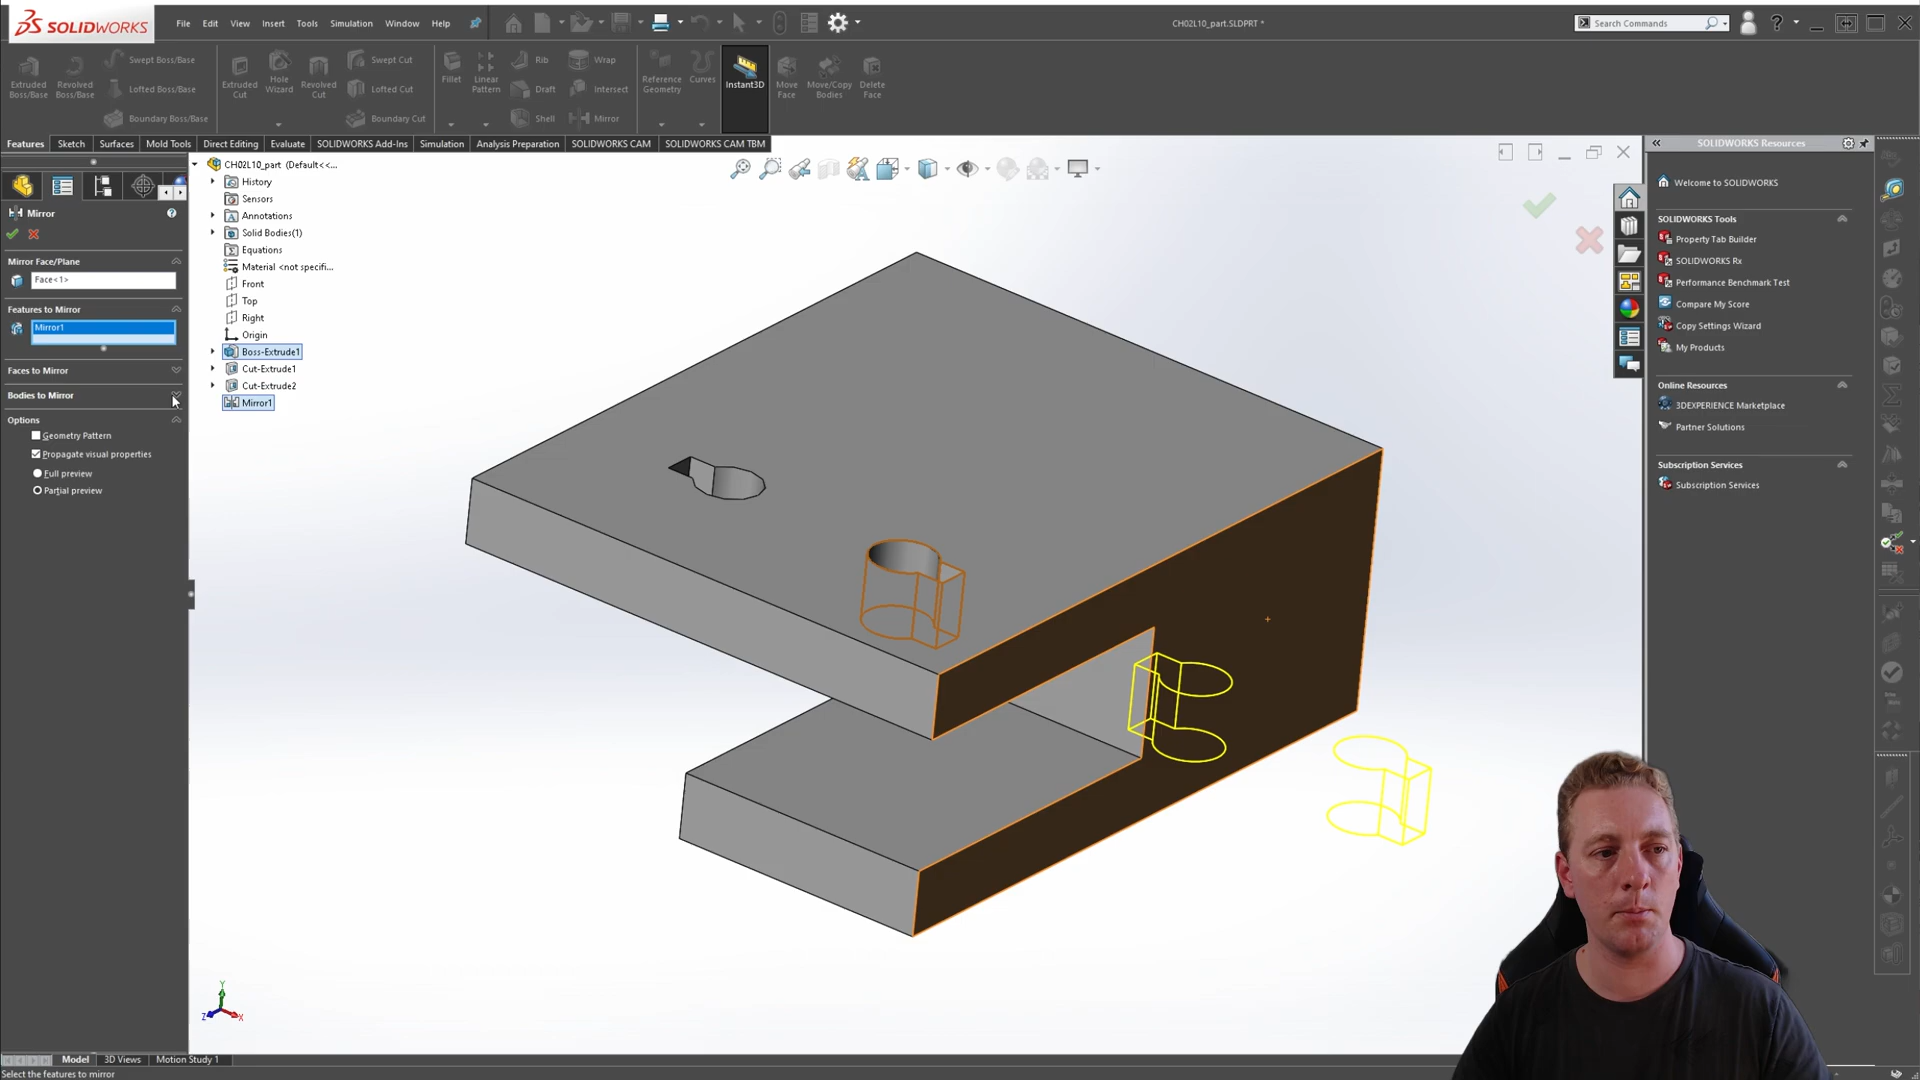 SOLIDWORKS File Edit View Insert Tools Simulation Window Help CH02L10_part.SLDPRT * Search Commands
Extruded Boss/Base
Revolved Boss/Base
Swept Boss/Base
Lofted Boss/Base
Boundary Boss/Base
Extruded Cut
Hole Wizard
Revolved Cut
Swept Cut
Lofted Cut
Boundary Cut
Fillet
Linear Pattern
Rib
Draft
Shell
Wrap
Intersect
Mirror
Reference Geometry
Curves
Instant3D
Move Face
Move/Copy Bodies
Delete Face
Features Sketch Surfaces Mold Tools Direct Editing Evaluate SOLIDWORKS Add-Ins Simulation Analysis Preparation SOLIDWORKS CAM SOLIDWORKS CAM TBM
Mirror
Mirror Face/Plane
Face<1>
Features to Mirror
Mirror1
Faces to Mirror
Bodies to Mirror
Options
Geometry Pattern
Propagate visual properties
Full preview
Partial preview
CH02L10_part (Default<<...
History
Sensors
Annotations
Solid Bodies(1)
Equations
Material <not specifi...
Front
Top
Right
Origin
Boss-Extrude1
Cut-Extrude1
Cut-Extrude2
Mirror1
Y
Z X
SOLIDWORKS Resources
Welcome to SOLIDWORKS
SOLIDWORKS Tools
Property Tab Builder
SOLIDWORKS Rx
Performance Benchmark Test
Compare My Score
Copy Settings Wizard
My Products
Online Resources
3DEXPERIENCE Marketplace
Partner Solutions
Subscription Services
Subscription Services
Model 3D Views Motion Study 1
Select the features to mirror